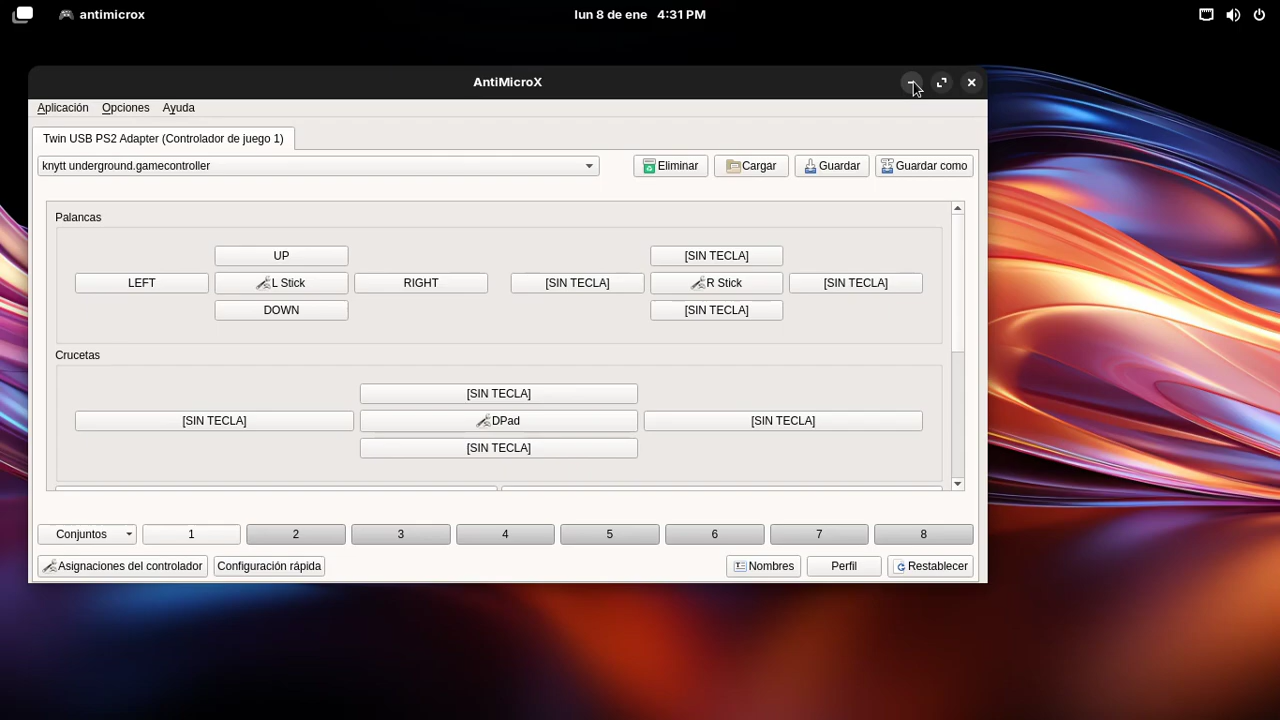 antimicrox
lun 8 de ene 4:31 PM
AntiMicroX
Aplicación Opciones Ayuda
Twin USB PS2 Adapter (Controlador de juego 1)
knytt underground.gamecontroller Eliminar Cargar Guardar Guardar como
Palancas
UP [SIN TECLA]
LEFT L Stick RIGHT [SIN TECLA] R Stick [SIN TECLA]
DOWN [SIN TECLA]
Crucetas
[SIN TECLA]
[SIN TECLA] DPad [SIN TECLA]
[SIN TECLA]
Conjuntos 1 2 3 4 5 6 7 8
Asignaciones del controlador Configuración rápida Nombres Perfil Restablecer